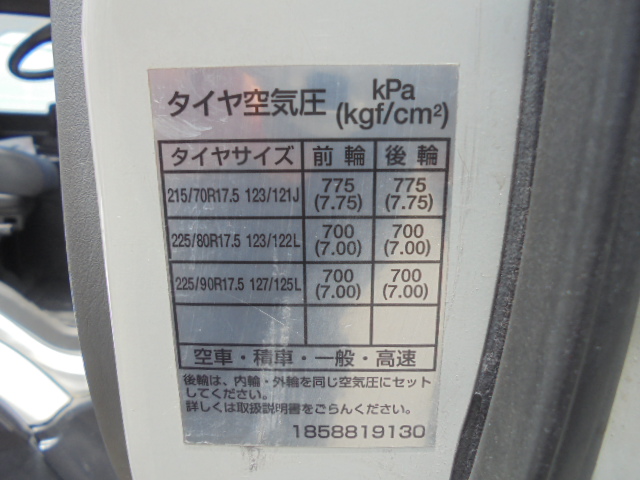 タイヤ空気圧 kPa (kgf/cm²)
タイヤサイズ 前輪 後輪
215/70R17.5 123/121J 775 (7.75) 775 (7.75)
225/80R17.5 123/122L 700 (7.00) 700 (7.00)
225/90R17.5 127/125L 700 (7.00) 700 (7.00)
空車・積車・一般・高速
後輪は、内輪・外輪を同じ空気圧にセット
してください。
詳しくは取扱説明書をごらんください。
1858819130